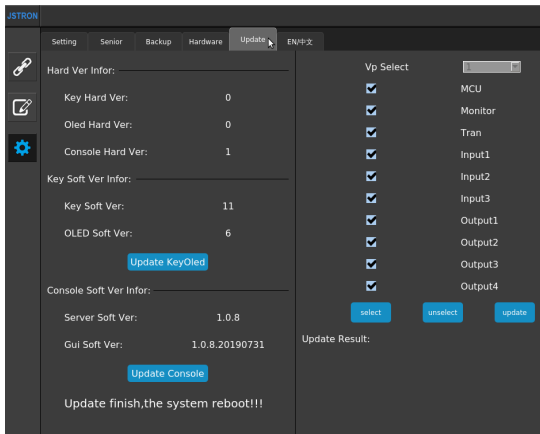 JSTRON
Setting Senior Backup Hardware Update EN/中文
Hard Ver Infor:
Key Hard Ver: 0
Oled Hard Ver: 0
Console Hard Ver: 1
Key Soft Ver Infor:
Key Soft Ver: 11
OLED Soft Ver: 6
Update KeyOled
Console Soft Ver Infor:
Server Soft Ver: 1.0.8
Gui Soft Ver: 1.0.8.20190731
Update Console
Update finish,the system reboot!!!
Vp Select 1
MCU
Monitor
Tran
Input1
Input2
Input3
Output1
Output2
Output3
Output4
select unselect update
Update Result: